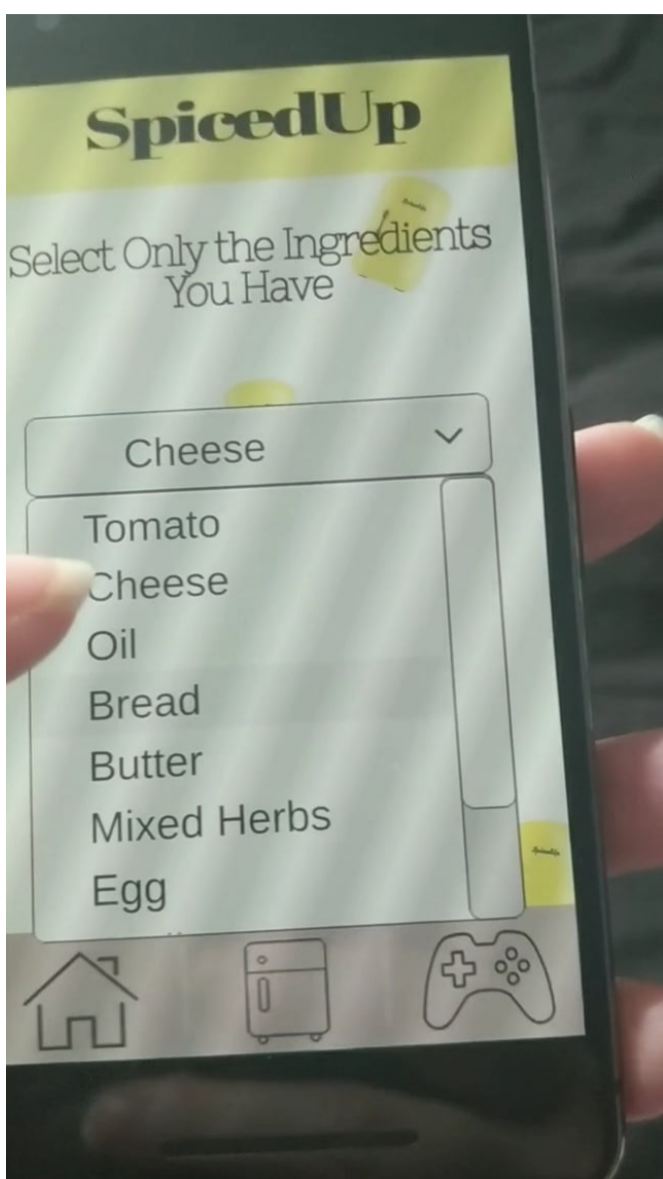 SpicedUp
Select Only the Ingredients
You Have
Cheese
Tomato
Cheese
Oil
Bread
Butter
Mixed Herbs
Egg